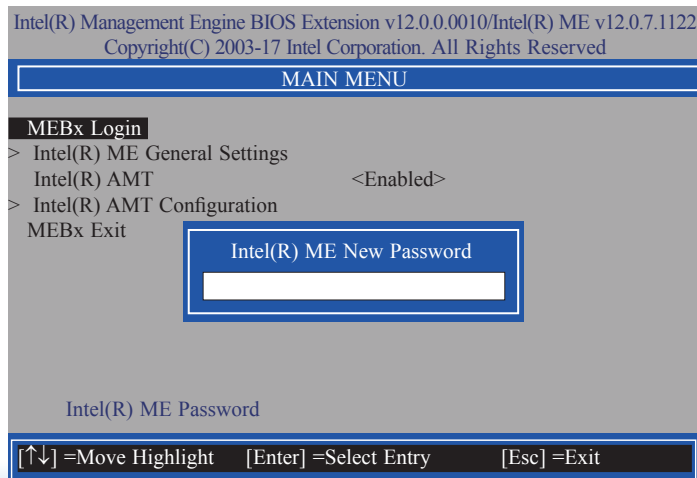 Intel(R) Management Engine BIOS Extension v12.0.0.0010/Intel(R) ME v12.0.7.1122
Copyright(C) 2003-17 Intel Corporation. All Rights Reserved
MAIN MENU
MEBx Login
> Intel(R) ME General Settings
Intel(R) AMT <Enabled>
> Intel(R) AMT Configuration
MEBx Exit
Intel(R) ME New Password
Intel(R) ME Password
[↑↓] =Move Highlight [Enter] =Select Entry [Esc] =Exit